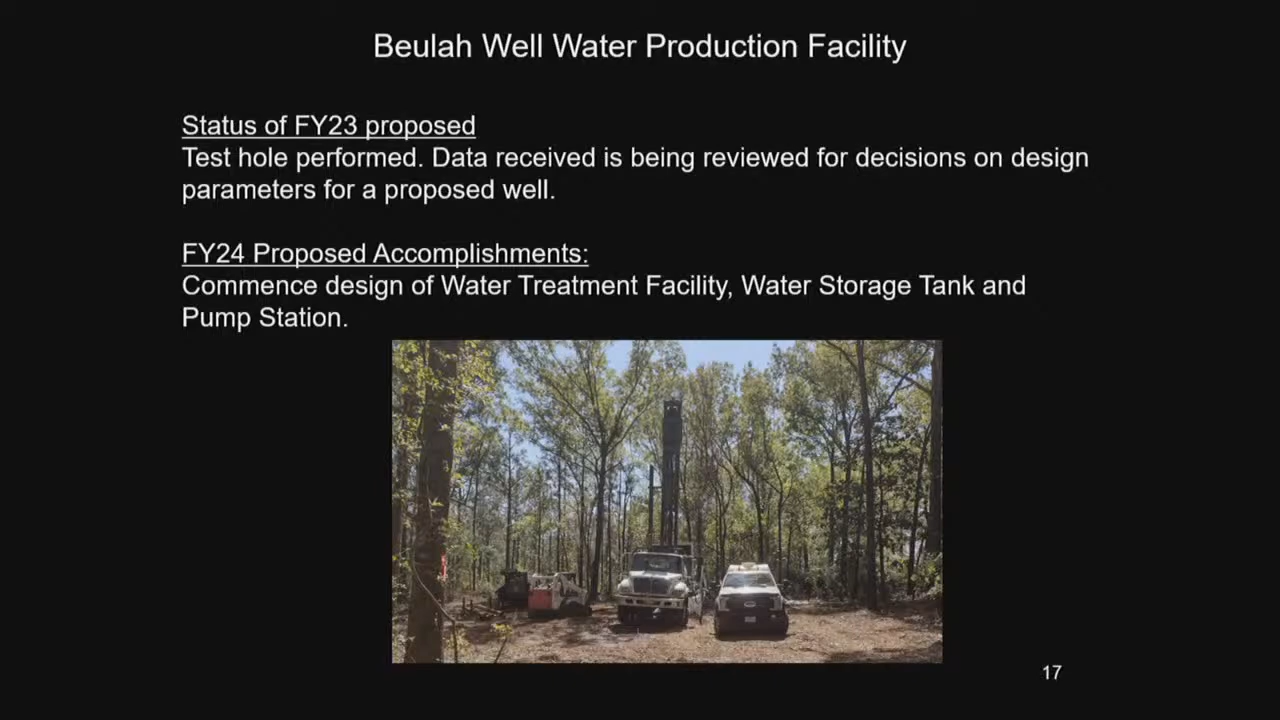 Beulah Well Water Production Facility
Status of FY23 proposed
Test hole performed. Data received is being reviewed for decisions on design
parameters for a proposed well.
FY24 Proposed Accomplishments:
Commence design of Water Treatment Facility, Water Storage Tank and
Pump Station.
17